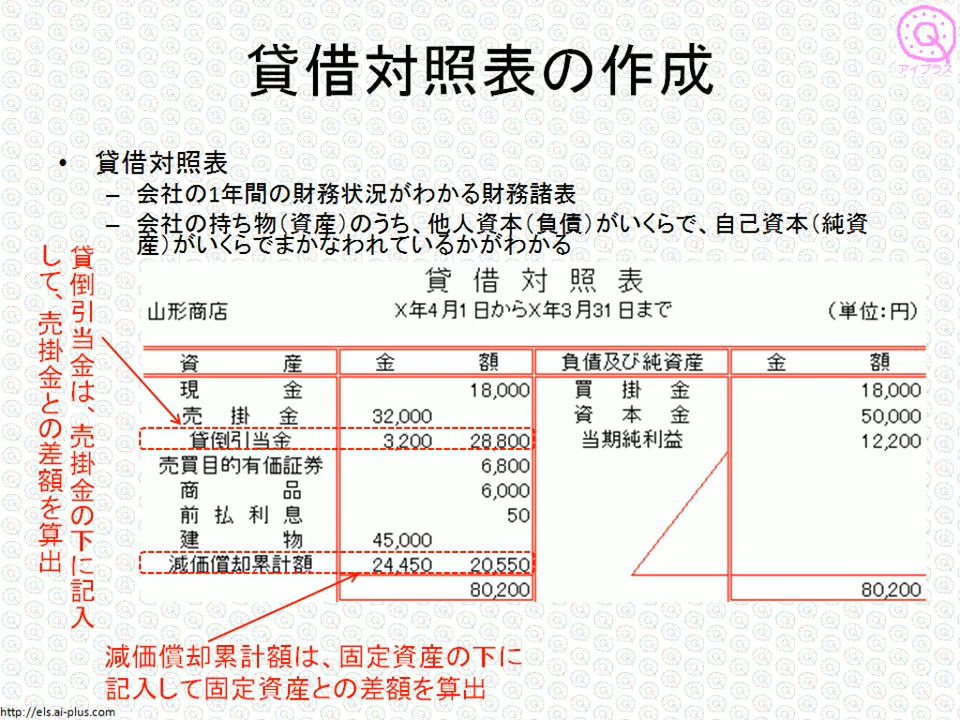 貸借対照表の作成
アイプラス
• 貸借対照表
– 会社の1年間の財務状況がわかる財務諸表
– 会社の持ち物（資産）のうち、他人資本（負債）がいくらで、自己資本（純資
産）がいくらでまかなわれているかがわかる
貸倒引当金は、売掛金の下に記入
して、売掛金との差額を算出
貸借対照表
山形商店 X年4月1日からX年3月31日まで （単位：円）
資産 金額 負債及び純資産 金額
現金 18,000 買掛金 18,000
売掛金 32,000 資本金 50,000
貸倒引当金 3,200 28,800 当期純利益 12,200
売買目的有価証券 6,800
商品 6,000
前払利息 50
建物 45,000
減価償却累計額 24,450 20,550
80,200 80,200
減価償却累計額は、固定資産の下に
記入して固定資産との差額を算出
http://els.ai-plus.com